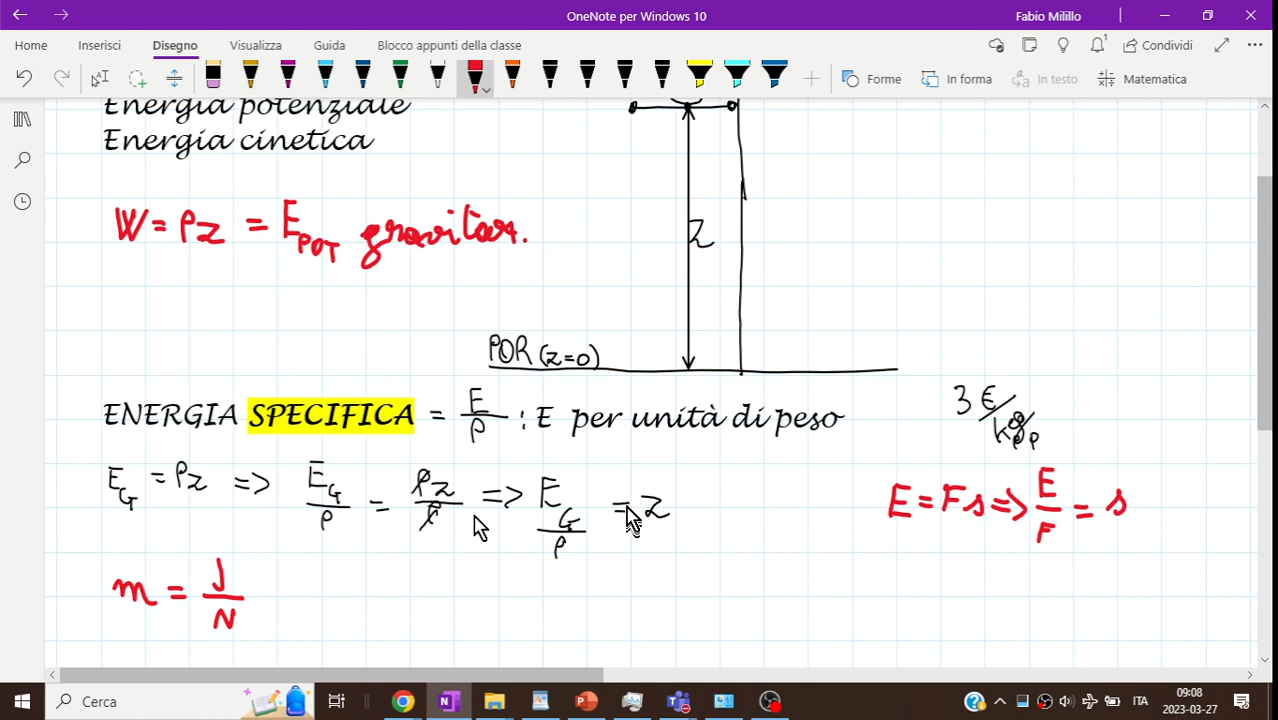 OneNote per Windows 10
Fabio Milillo
Home Inserisci Disegno Visualizza Guida Blocco appunti della classe
Condividi
Forme In forma In testo Matematica
Energia potenziale
Energia cinetica
W = Pz = E_POT gravitaz.
z
POR (z=0)
ENERGIA SPECIFICA = E/P : E per unità di peso
3 €/kg_P
E_G = Pz => E_G/P = Pz/P => E_G/P = z
E = Fs => E/F = s
m = J/N
Cerca
ITA
09:08
2023-03-27